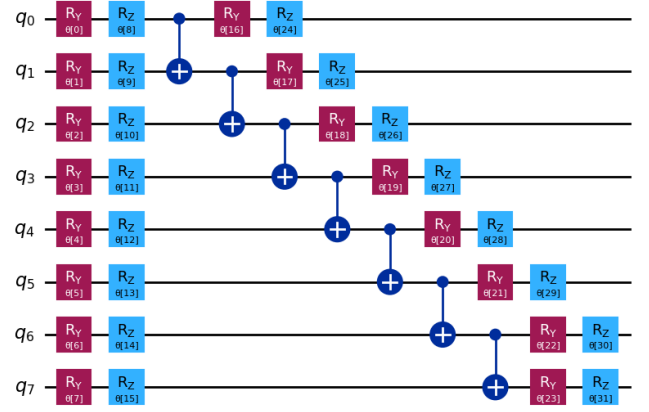 q0 RY θ[0] RZ θ[8] RY θ[16] RZ θ[24]
q1 RY θ[1] RZ θ[9] RY θ[17] RZ θ[25]
q2 RY θ[2] RZ θ[10] RY θ[18] RZ θ[26]
q3 RY θ[3] RZ θ[11] RY θ[19] RZ θ[27]
q4 RY θ[4] RZ θ[12] RY θ[20] RZ θ[28]
q5 RY θ[5] RZ θ[13] RY θ[21] RZ θ[29]
q6 RY θ[6] RZ θ[14] RY θ[22] RZ θ[30]
q7 RY θ[7] RZ θ[15] RY θ[23] RZ θ[31]